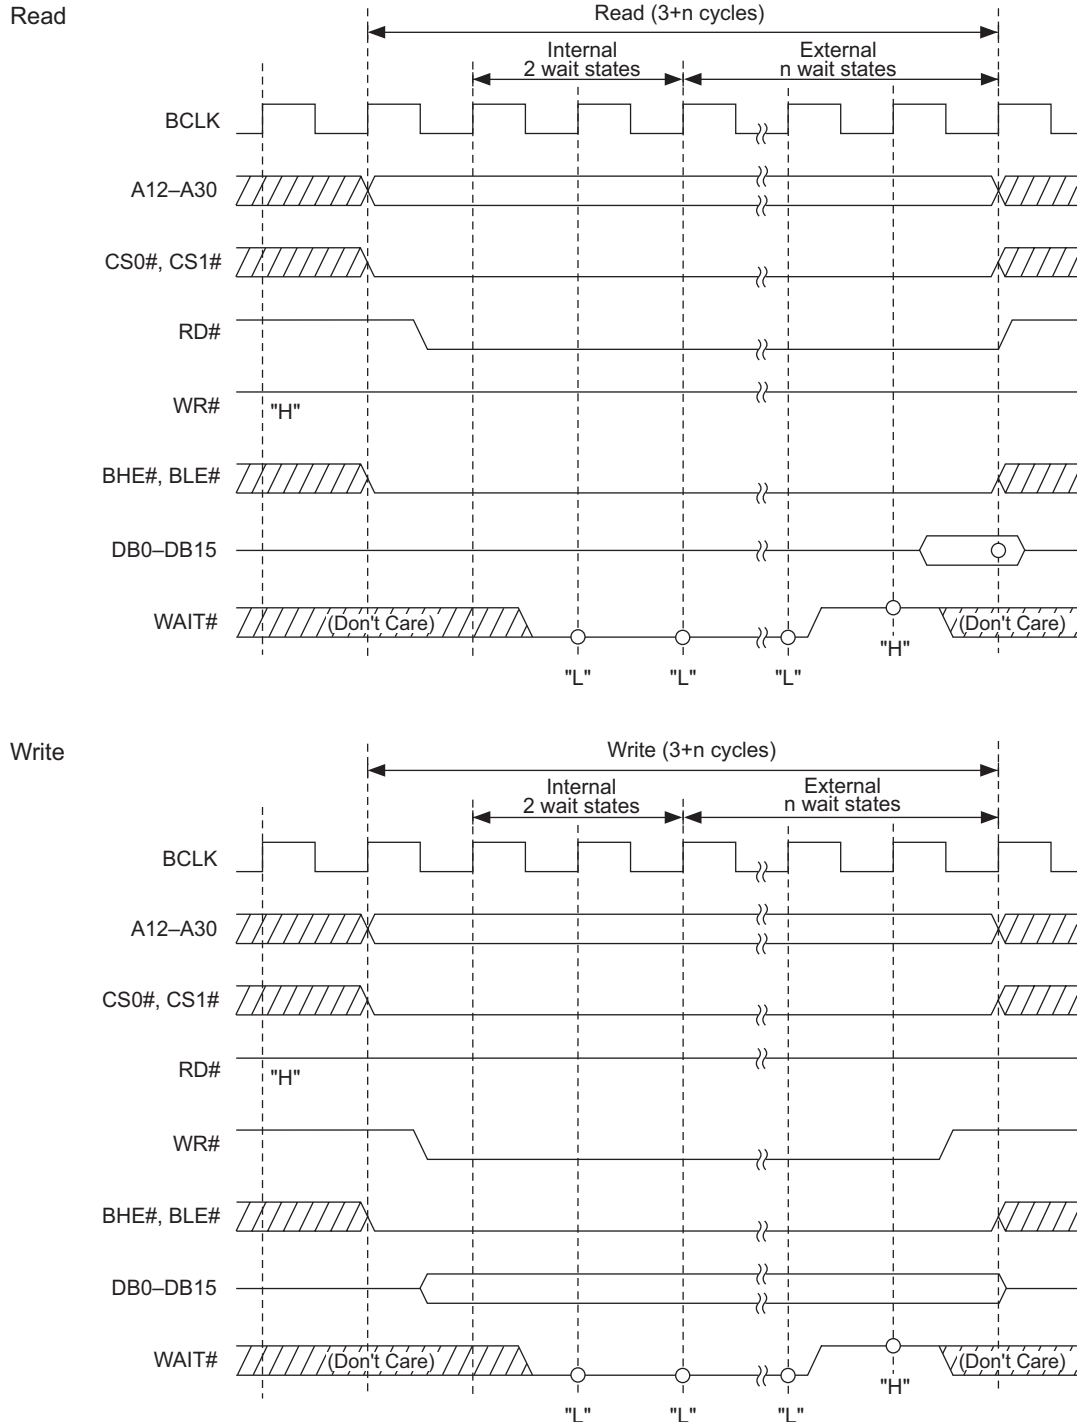 Read
Read (3+n cycles)
Internal
2 wait states
External
n wait states
BCLK
A12–A30
CS0#, CS1#
RD#
WR#
"H"
BHE#, BLE#
DB0–DB15
WAIT#
(Don't Care)
(Don't Care)
"H"
"L"
"L"
"L"
Write
Write (3+n cycles)
Internal
2 wait states
External
n wait states
BCLK
A12–A30
CS0#, CS1#
RD#
"H"
WR#
BHE#, BLE#
DB0–DB15
WAIT#
(Don't Care)
(Don't Care)
"H"
"L"
"L"
"L"